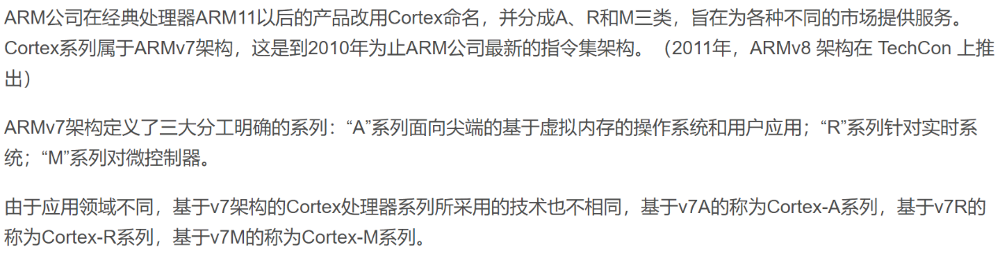 ARM公司在经典处理器ARM11以后的产品改用Cortex命名，并分成A、R和M三类，旨在为各种不同的市场提供服务。
Cortex系列属于ARMv7架构，这是到2010年为止ARM公司最新的指令集架构。（2011年，ARMv8 架构在 TechCon 上推
出）
ARMv7架构定义了三大分工明确的系列：“A”系列面向尖端的基于虚拟内存的操作系统和用户应用；“R”系列针对实时系
统；“M”系列对微控制器。
由于应用领域不同，基于v7架构的Cortex处理器系列所采用的技术也不相同，基于v7A的称为Cortex-A系列，基于v7R的
称为Cortex-R系列，基于v7M的称为Cortex-M系列。